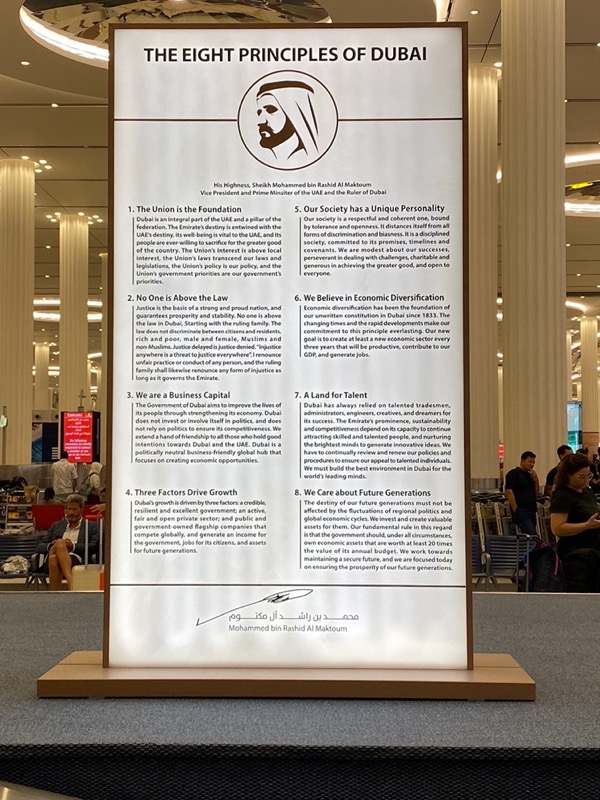 THE EIGHT PRINCIPLES OF DUBAI
His Highness, Sheikh Mohammed bin Rashid Al Maktoum
Vice President and Prime Minsiter of the UAE and the Ruler of Dubai
1. The Union is the Foundation
Dubai is an integral part of the UAE and a pillar of the
federation. The Emirate's destiny is entwined with the
UAE's destiny, its well-being is vital to the UAE, and its
people are ever-willing to sacrifice for the greater good
of the country. The Union's interest is above local
interest, the Union's laws transcend our laws and
legislations, the Union's policy is our policy, and the
Union's government priorities are our government's
priorities.
2. No One is Above the Law
Justice is the basis of a strong and proud nation, and
guarantees prosperity and stability. No one is above
the law in Dubai, Starting with the ruling family. The
law does not discriminate between citizens and residents,
rich and poor, male and female, Muslims and
non-Muslims. Justice delayed is justice denied. "Injustice
anywhere is a threat to justice everywhere". I renounce
unfair practice or conduct of any person, and the ruling
family shall likewise renounce any form of injustice as
long as it governs the Emirate.
3. We are a Business Capital
The Government of Dubai aims to improve the lives of
its people through strengthening its economy. Dubai
does not invest or involve itself in politics, and does
not rely on politics to ensure its competitiveness. We
extend a hand of friendship to all those who hold good
intentions towards Dubai and the UAE. Dubai is a
politically neutral business-friendly global hub that
focuses on creating economic opportunities.
4. Three Factors Drive Growth
Dubai's growth is driven by three factors: a credible,
resilient and excellent government; an active,
fair and open private sector; and public and
government-owned flagship companies that
compete globally, and generate an income for
the government, jobs for its citizens, and assets
for future generations.
5. Our Society has a Unique Personality
Our society is a respectful and coherent one, bound
by tolerance and openness. It distances itself from all
forms of discrimination and biasness. It is a disciplined
society, committed to its promises, timelines and
covenants. We are modest about our successes,
perseverant in dealing with challenges, charitable and
generous in achieving the greater good, and open to
everyone.
6. We Believe in Economic Diversification
Economic diversification has been the foundation of
our unwritten constitution in Dubai since 1833. The
changing times and the rapid developments make our
commitment to this principle everlasting. Our new
goal is to create at least a new economic sector every
three years that will be productive, contribute to our
GDP, and generate jobs.
7. A Land for Talent
Dubai has always relied on talented tradesmen,
administrators, engineers, creatives, and dreamers for
its success. The Emirate's prominence, sustainability
and competitiveness depend on its capacity to continue
attracting skilled and talented people, and nurturing
the brightest minds to generate innovative ideas. We
have to continually review and renew our policies and
procedures to ensure our appeal to talented individuals.
We must build the best environment in Dubai for the
world's leading minds.
8. We Care about Future Generations
The destiny of our future generations must not be
affected by the fluctuations of regional politics and
global economic cycles. We invest and create valuable
assets for them. Our fundamental rule in this regard
is that the government should, under all circumstances,
own economic assets that are worth at least 20 times
the value of its annual budget. We work towards
maintaining a secure future, and we are focused today
on ensuring the prosperity of our future generations.
محمد بن راشد آل مكتوم
Mohammed bin Rashid Al Maktoum